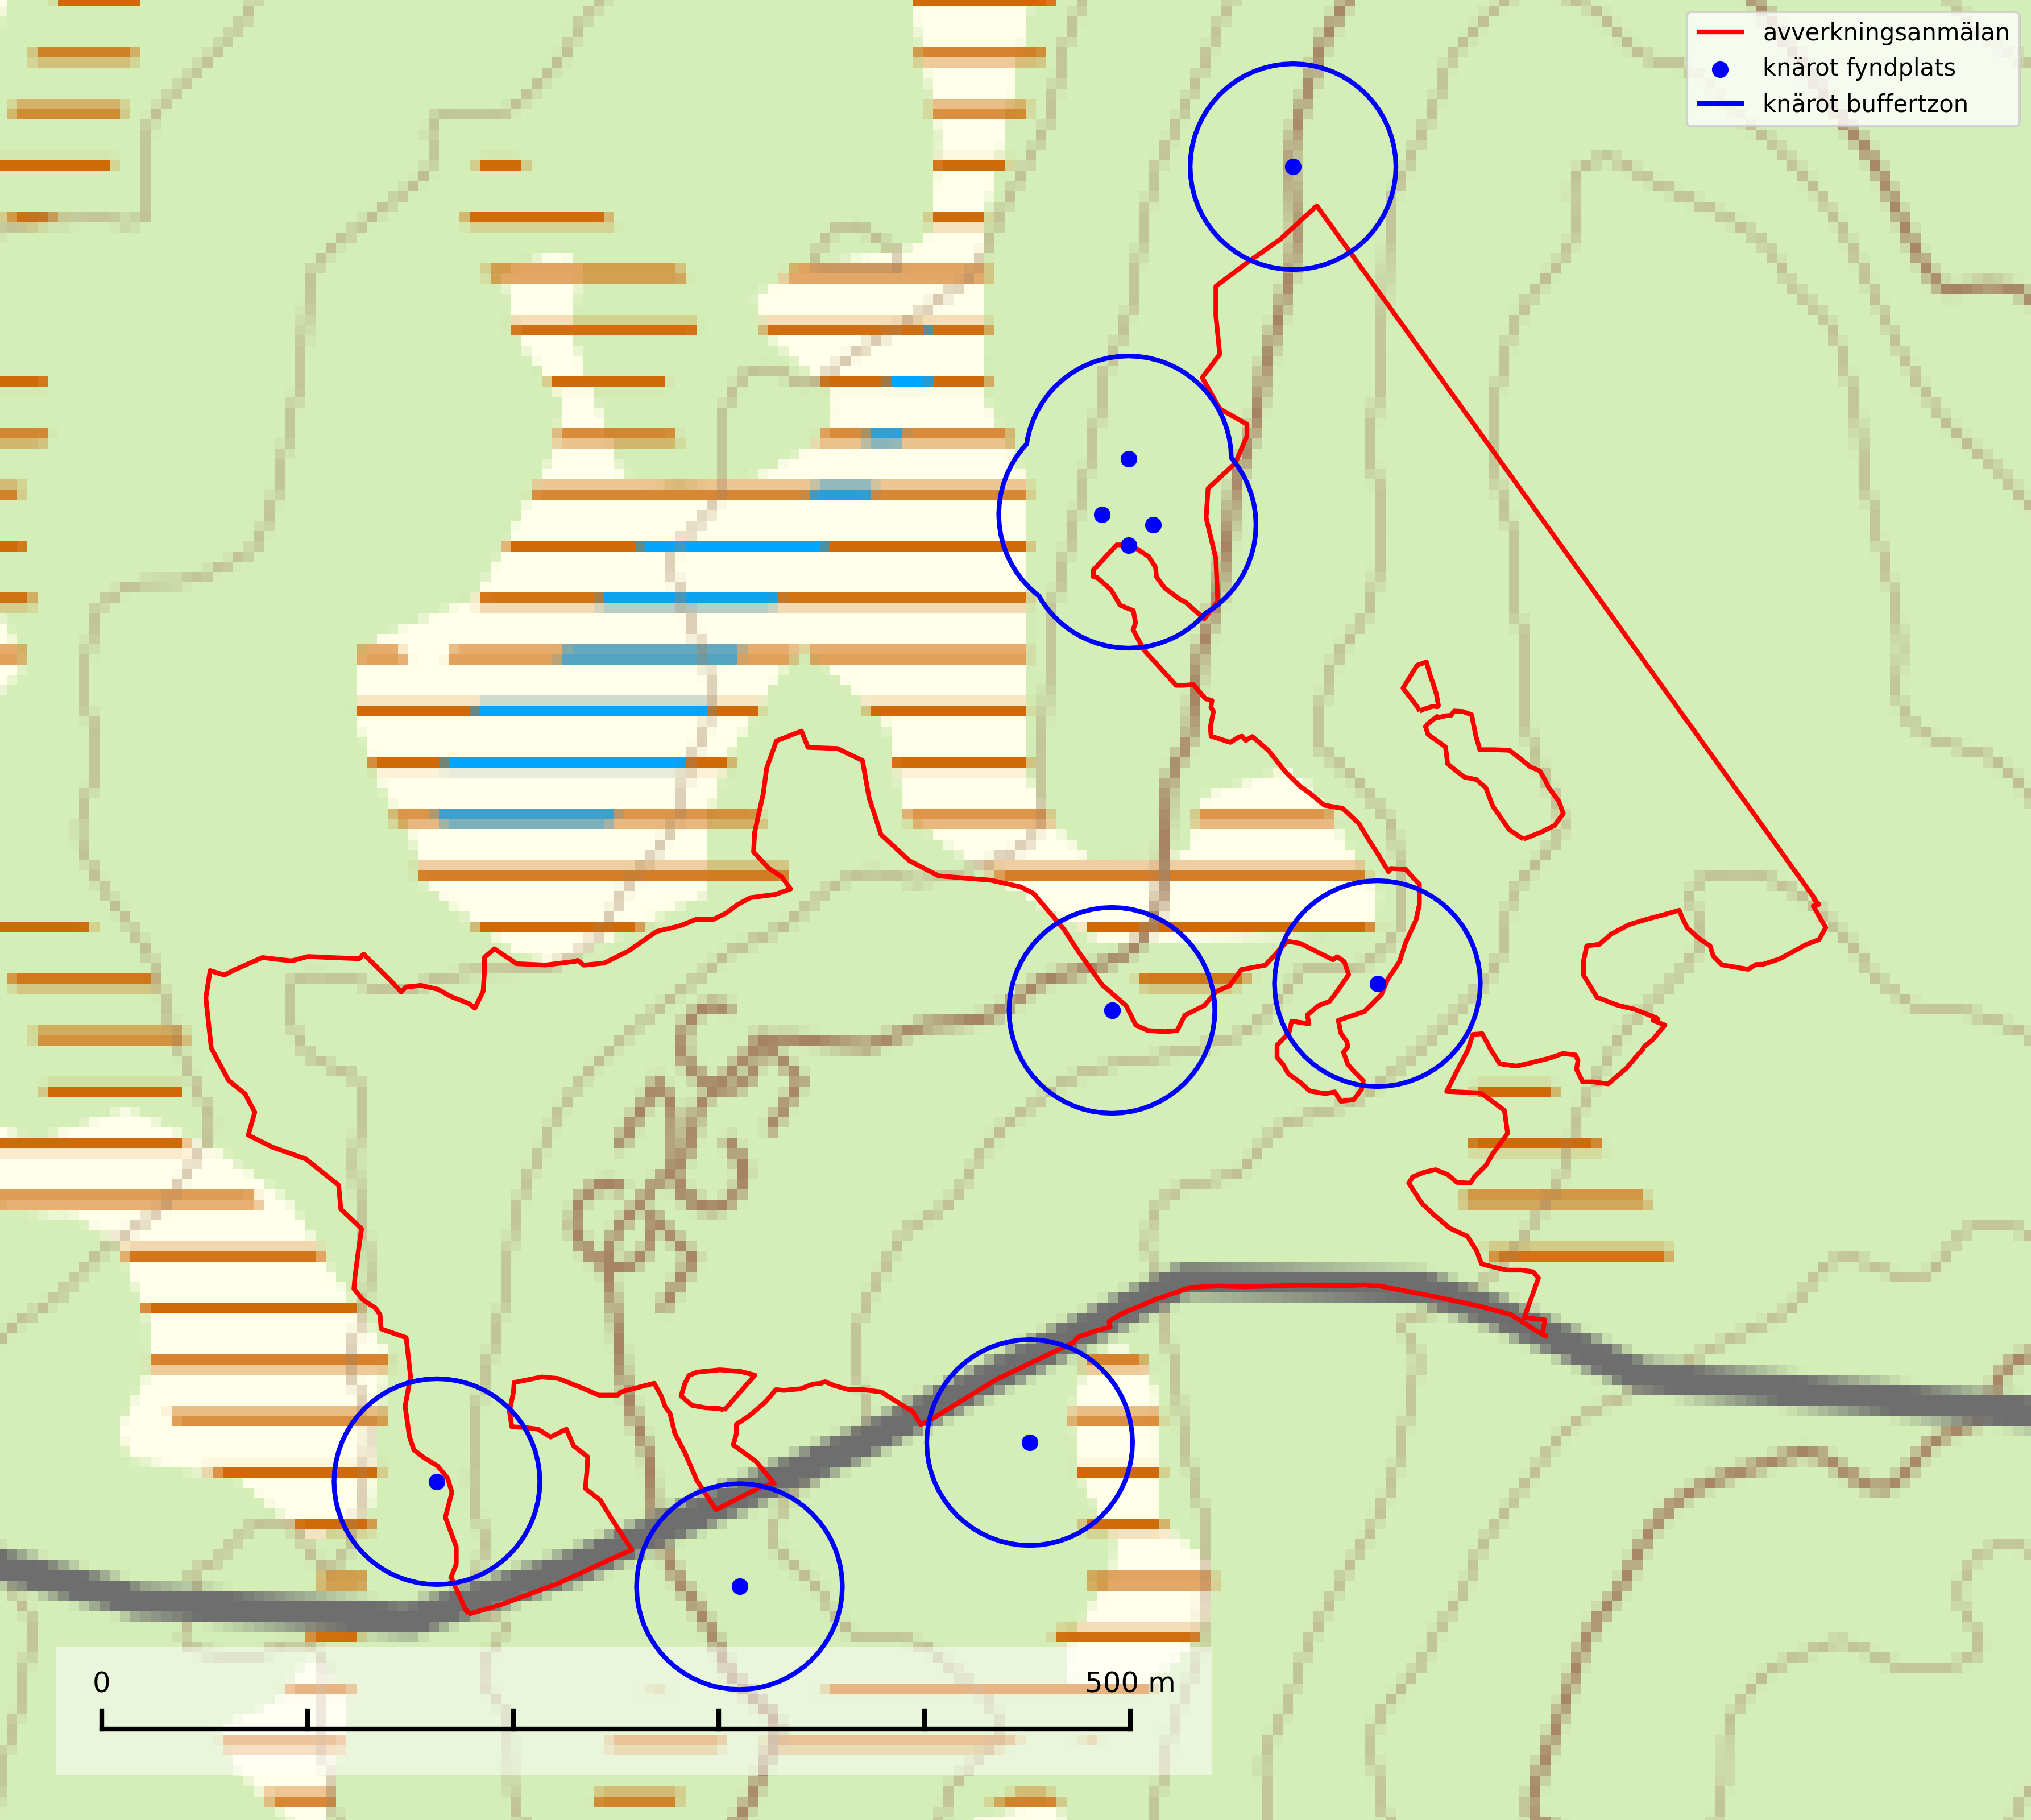 avverkningsanmälan
knärot fyndplats
knärot buffertzon
0
500 m